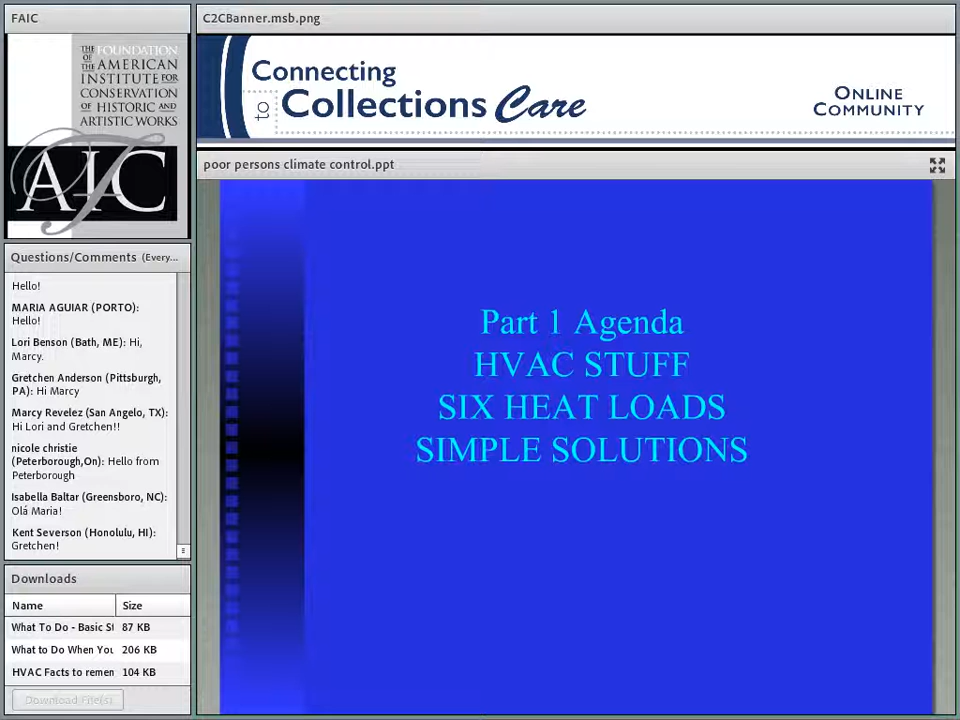 FAIC
THE FOUNDATION
OF THE AMERICAN
INSTITUTE FOR
CONSERVATION
OF HISTORIC AND
ARTISTIC WORKS
AIC
Questions/Comments (Every...
Hello!
MARIA AGUIAR (PORTO):
Hello!
Lori Benson (Bath, ME): Hi,
Marcy.
Gretchen Anderson (Pittsburgh,
PA): Hi Marcy
Marcy Revelez (San Angelo, TX):
Hi Lori and Gretchen!!
nicole christie
(Peterborough,On): Hello from
Peterborough
Isabella Baltar (Greensboro, NC):
Olá Maria!
Kent Severson (Honolulu, HI):
Gretchen!
Downloads
Name Size
What To Do - Basic St 87 KB
What to Do When You 206 KB
HVAC Facts to remen 104 KB
Download File(s)
C2CBanner.msb.png
Connecting
to Collections Care
ONLINE
COMMUNITY
poor persons climate control.ppt
Part 1 Agenda
HVAC STUFF
SIX HEAT LOADS
SIMPLE SOLUTIONS